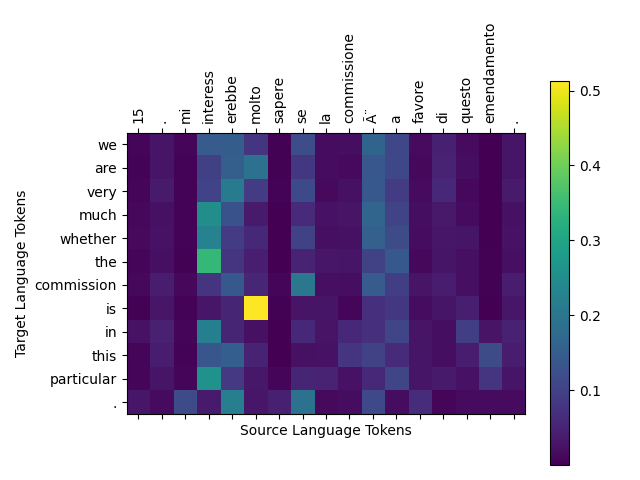 15 . mi interess erebbe molto sapere se la commissione Ã¨ a favore di questo emendamento .
we
are
very
much
whether
the
commission
is
in
this
particular
.
Target Language Tokens
Source Language Tokens
0.5
0.4
0.3
0.2
0.1